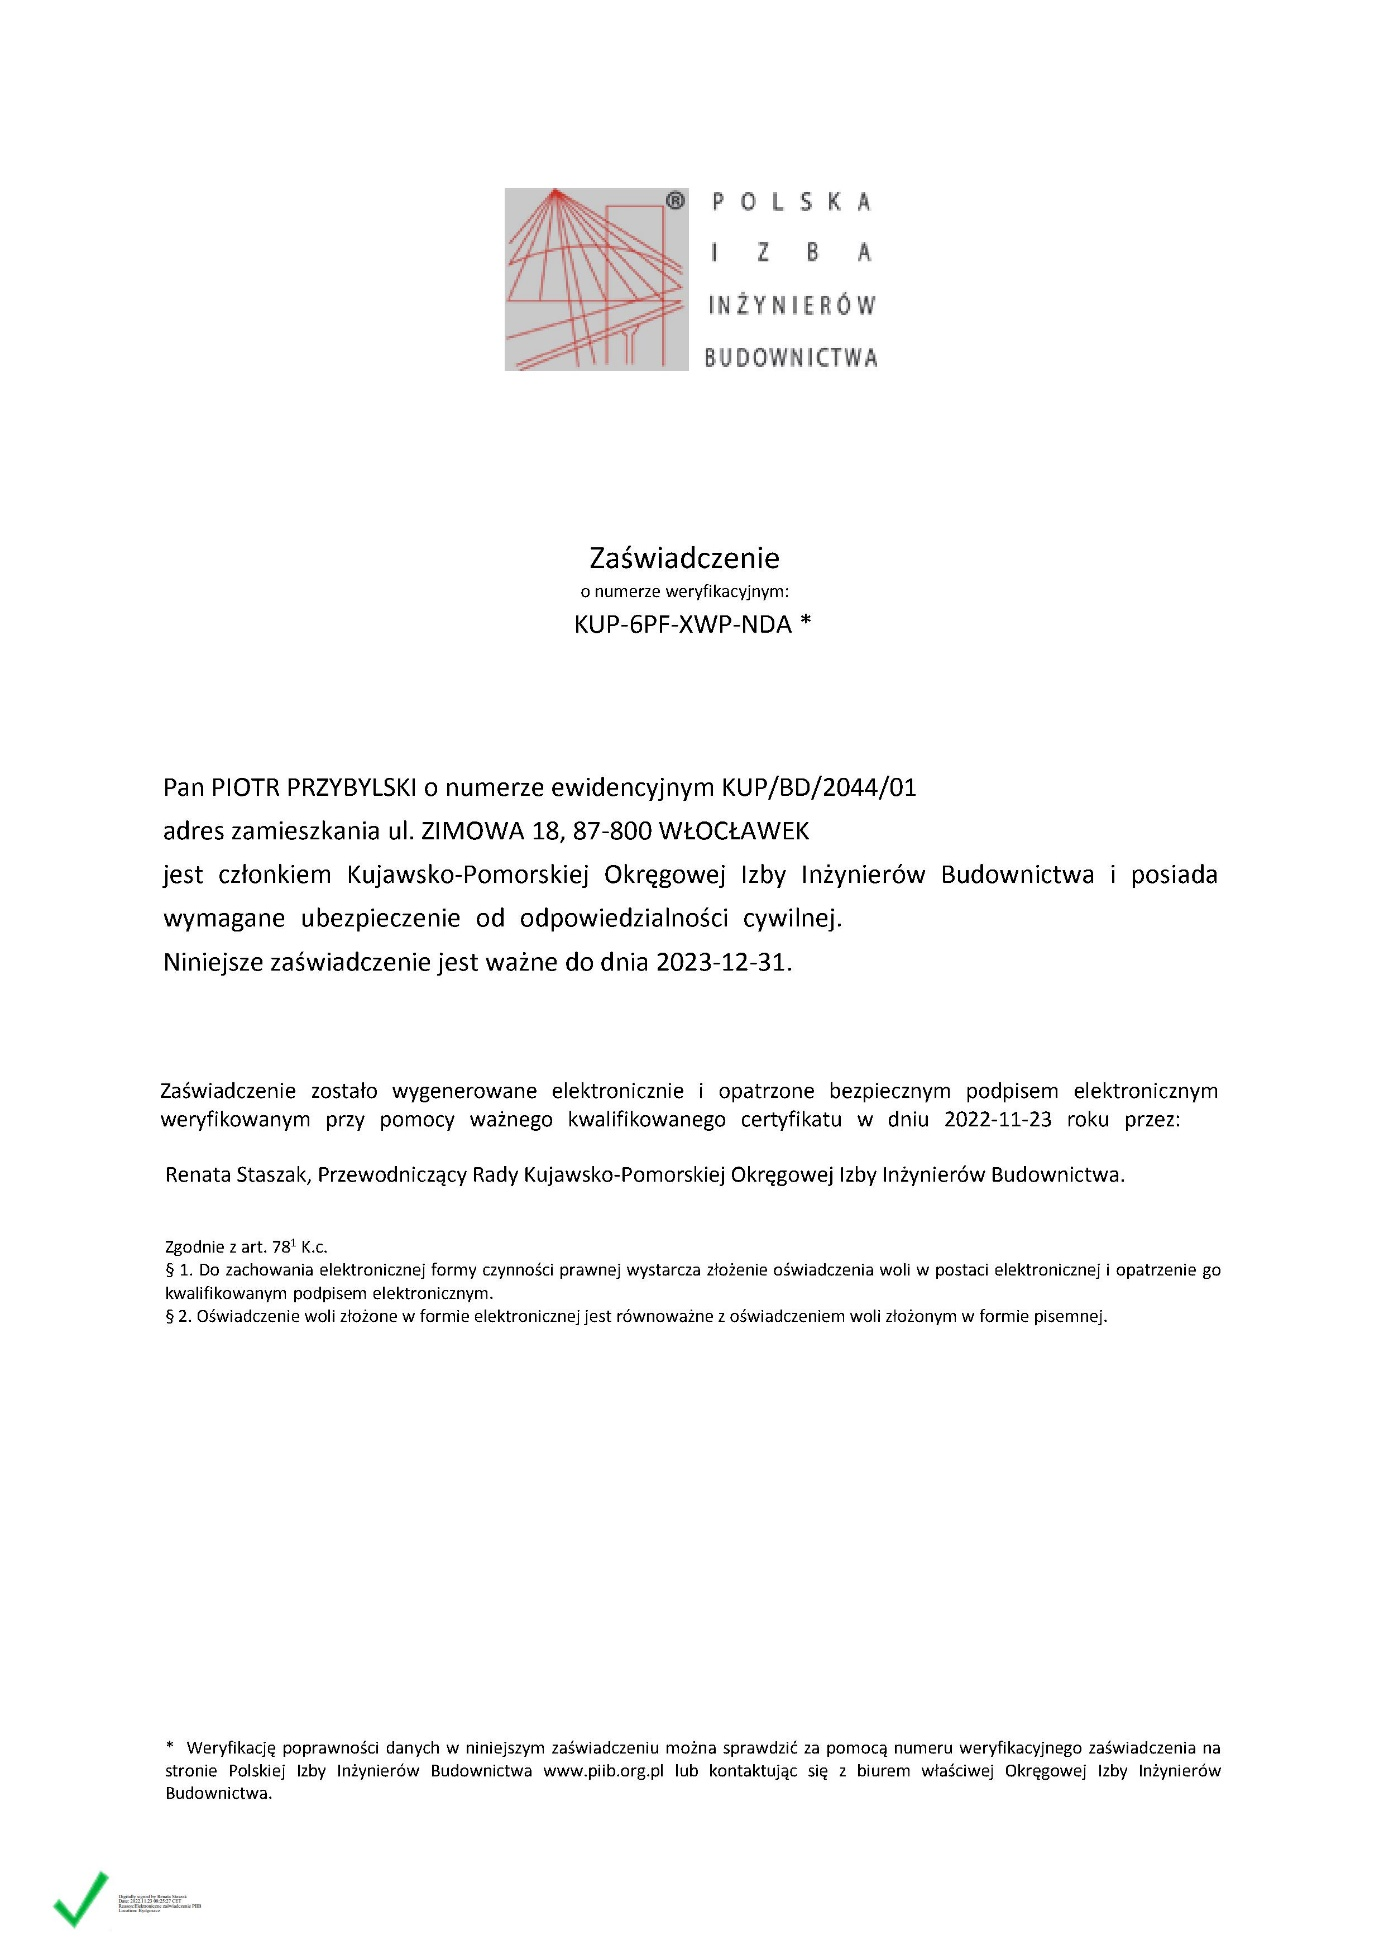 ®
POLSKA
IZBA
INŻYNIERÓW
BUDOWNICTWA
Zaświadczenie
o numerze weryfikacyjnym:
KUP-6PF-XWP-NDA *
Pan PIOTR PRZYBYLSKI o numerze ewidencyjnym KUP/BD/2044/01
adres zamieszkania ul. ZIMOWA 18, 87-800 WŁOCŁAWEK
jest członkiem Kujawsko-Pomorskiej Okręgowej Izby Inżynierów Budownictwa i posiada
wymagane ubezpieczenie od odpowiedzialności cywilnej.
Niniejsze zaświadczenie jest ważne do dnia 2023-12-31.
Zaświadczenie zostało wygenerowane elektronicznie i opatrzone bezpiecznym podpisem elektronicznym
weryfikowanym przy pomocy ważnego kwalifikowanego certyfikatu w dniu 2022-11-23 roku przez:
Renata Staszak, Przewodniczący Rady Kujawsko-Pomorskiej Okręgowej Izby Inżynierów Budownictwa.
Zgodnie z art. 78¹ K.c.
§ 1. Do zachowania elektronicznej formy czynności prawnej wystarcza złożenie oświadczenia woli w postaci elektronicznej i opatrzenie go
kwalifikowanym podpisem elektronicznym.
§ 2. Oświadczenie woli złożone w formie elektronicznej jest równoważne z oświadczeniem woli złożonym w formie pisemnej.
* Weryfikację poprawności danych w niniejszym zaświadczeniu można sprawdzić za pomocą numeru weryfikacyjnego zaświadczenia na
stronie Polskiej Izby Inżynierów Budownictwa www.piib.org.pl lub kontaktując się z biurem właściwej Okręgowej Izby Inżynierów
Budownictwa.
Digitally signed by Renata Staszak